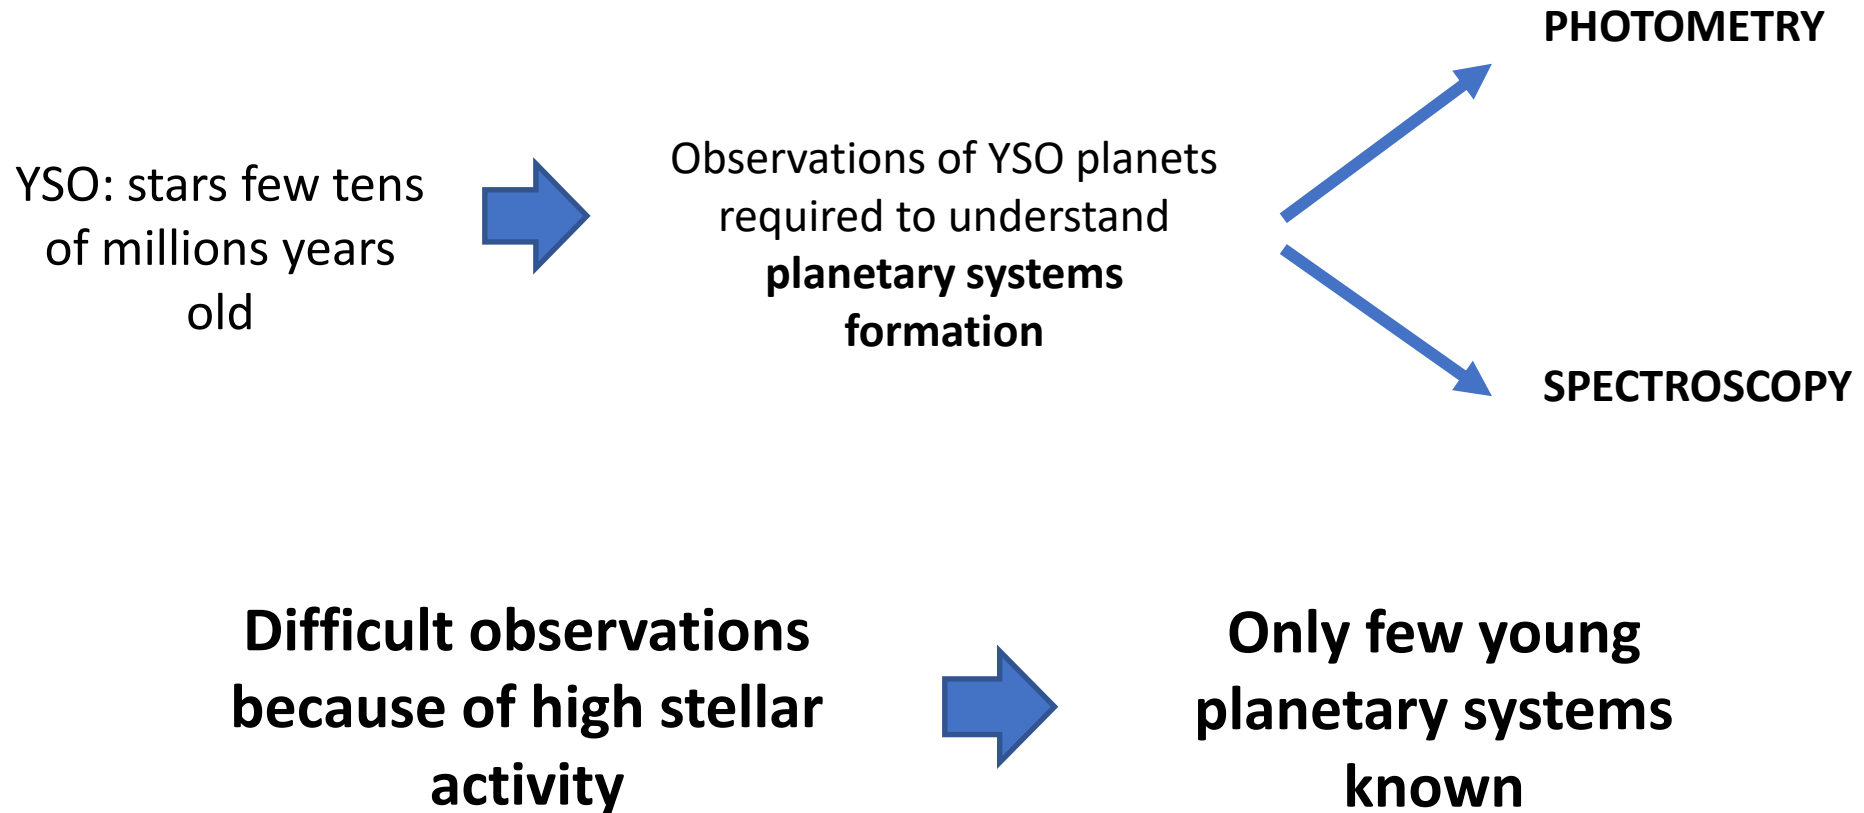 PHOTOMETRY
YSO: stars few tens
of millions years
old
Observations of YSO planets
required to understand
planetary systems
formation
SPECTROSCOPY
Difficult observations
because of high stellar
activity
Only few young
planetary systems
known